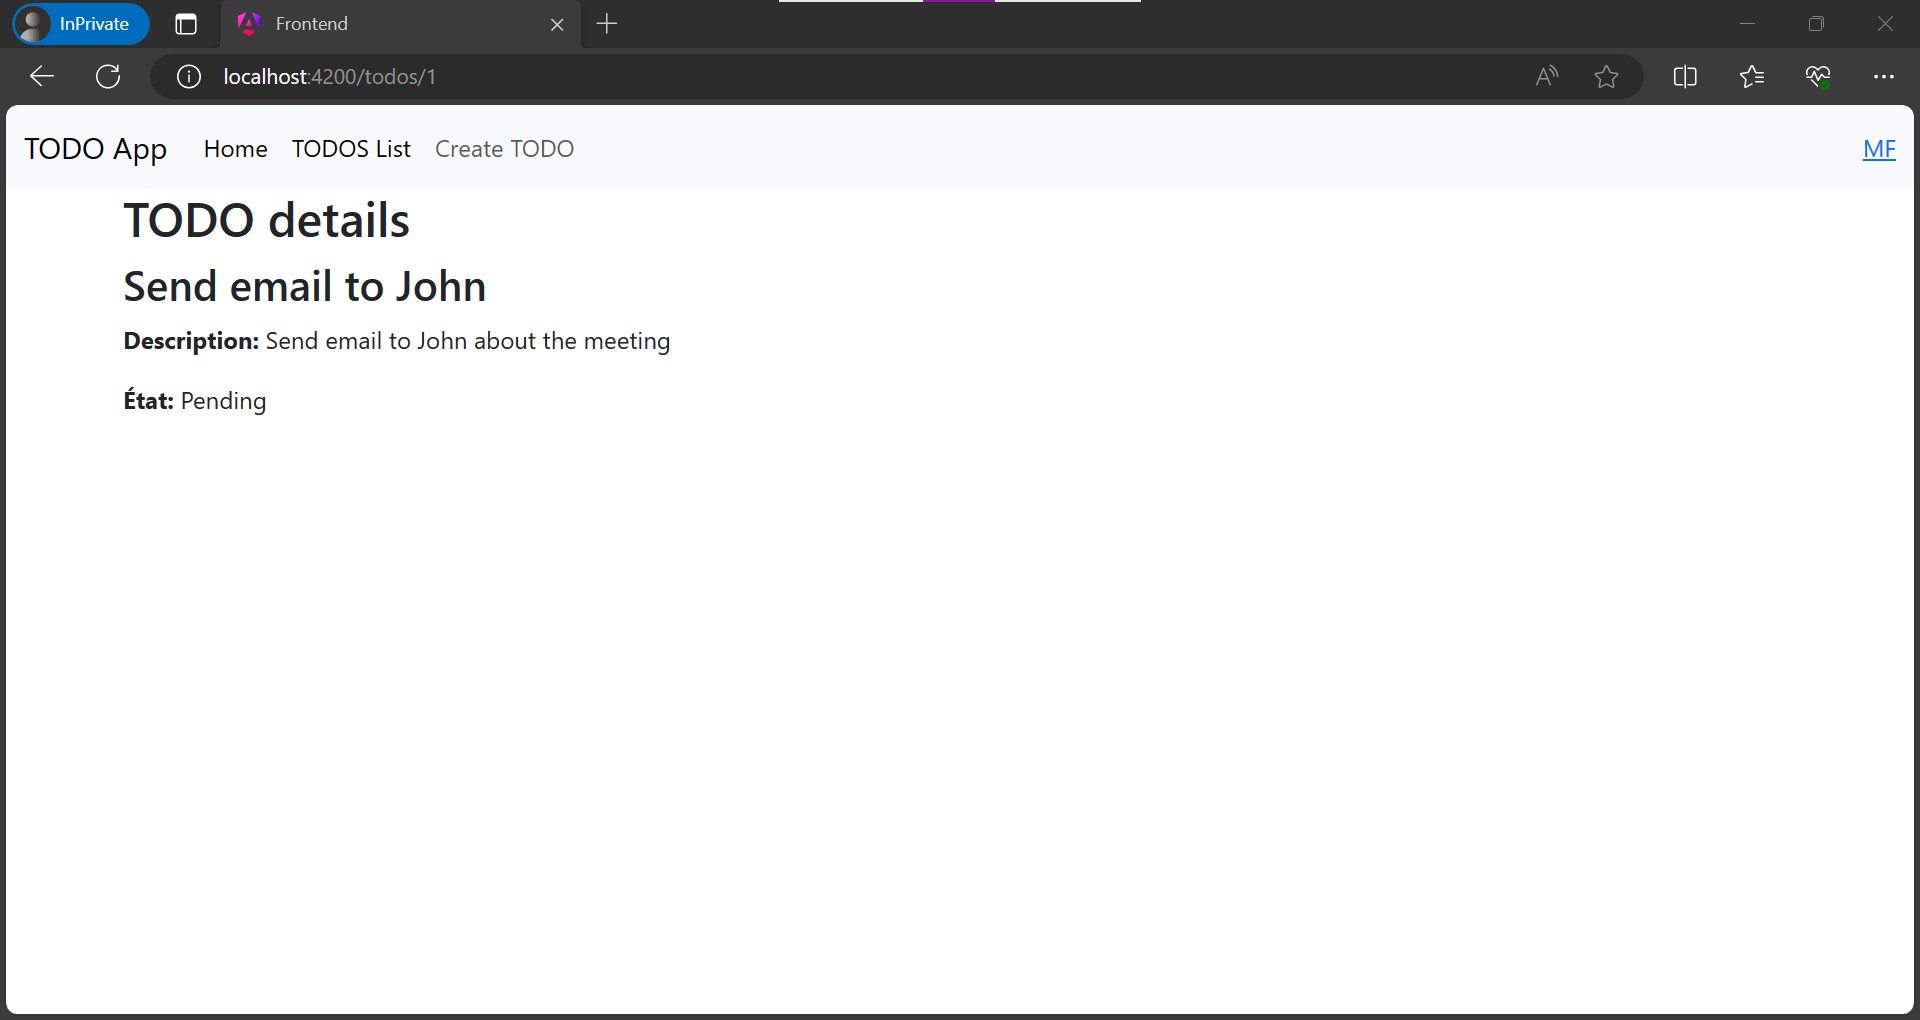 InPrivate
Frontend
localhost:4200/todos/1
TODO App Home TODOS List Create TODO MF
TODO details
Send email to John
Description: Send email to John about the meeting
État: Pending